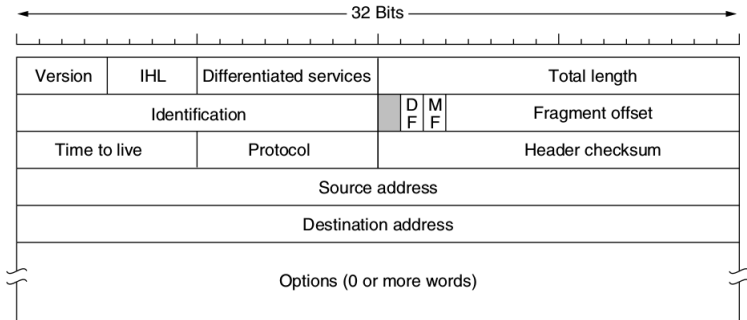 32 Bits
Version IHL Differentiated services Total length
Identification D F M F Fragment offset
Time to live Protocol Header checksum
Source address
Destination address
Options (0 or more words)